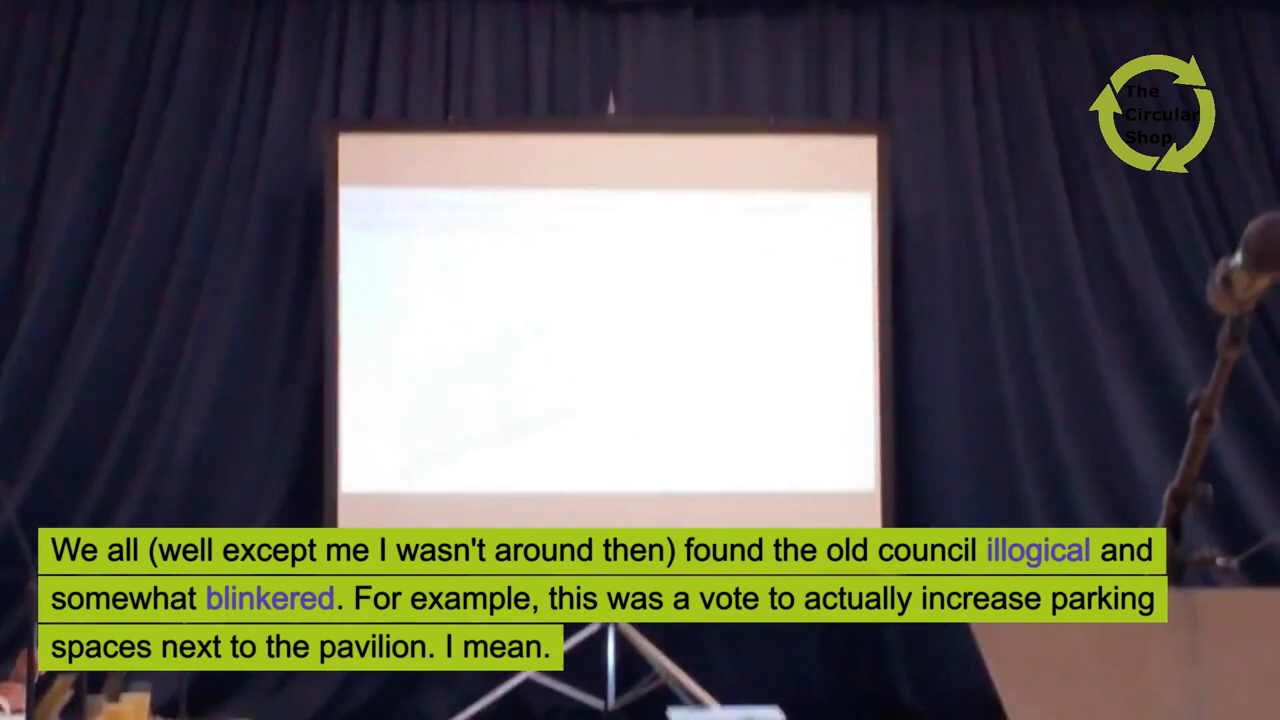 The
Circular
Shop
We all (well except me I wasn't around then) found the old council illogical and
somewhat blinkered. For example, this was a vote to actually increase parking
spaces next to the pavilion. I mean.